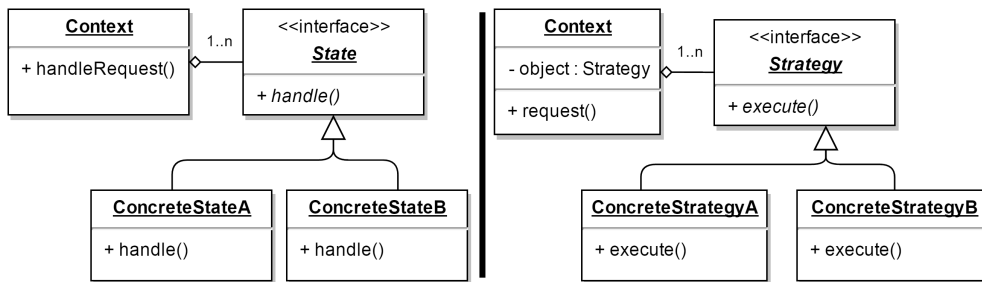 Context
+ handleRequest()
1..n
<<interface>>
State
+ handle()
ConcreteStateA
+ handle()
ConcreteStateB
+ handle()
Context
- object : Strategy
+ request()
1..n
<<interface>>
Strategy
+ execute()
ConcreteStrategyA
+ execute()
ConcreteStrategyB
+ execute()